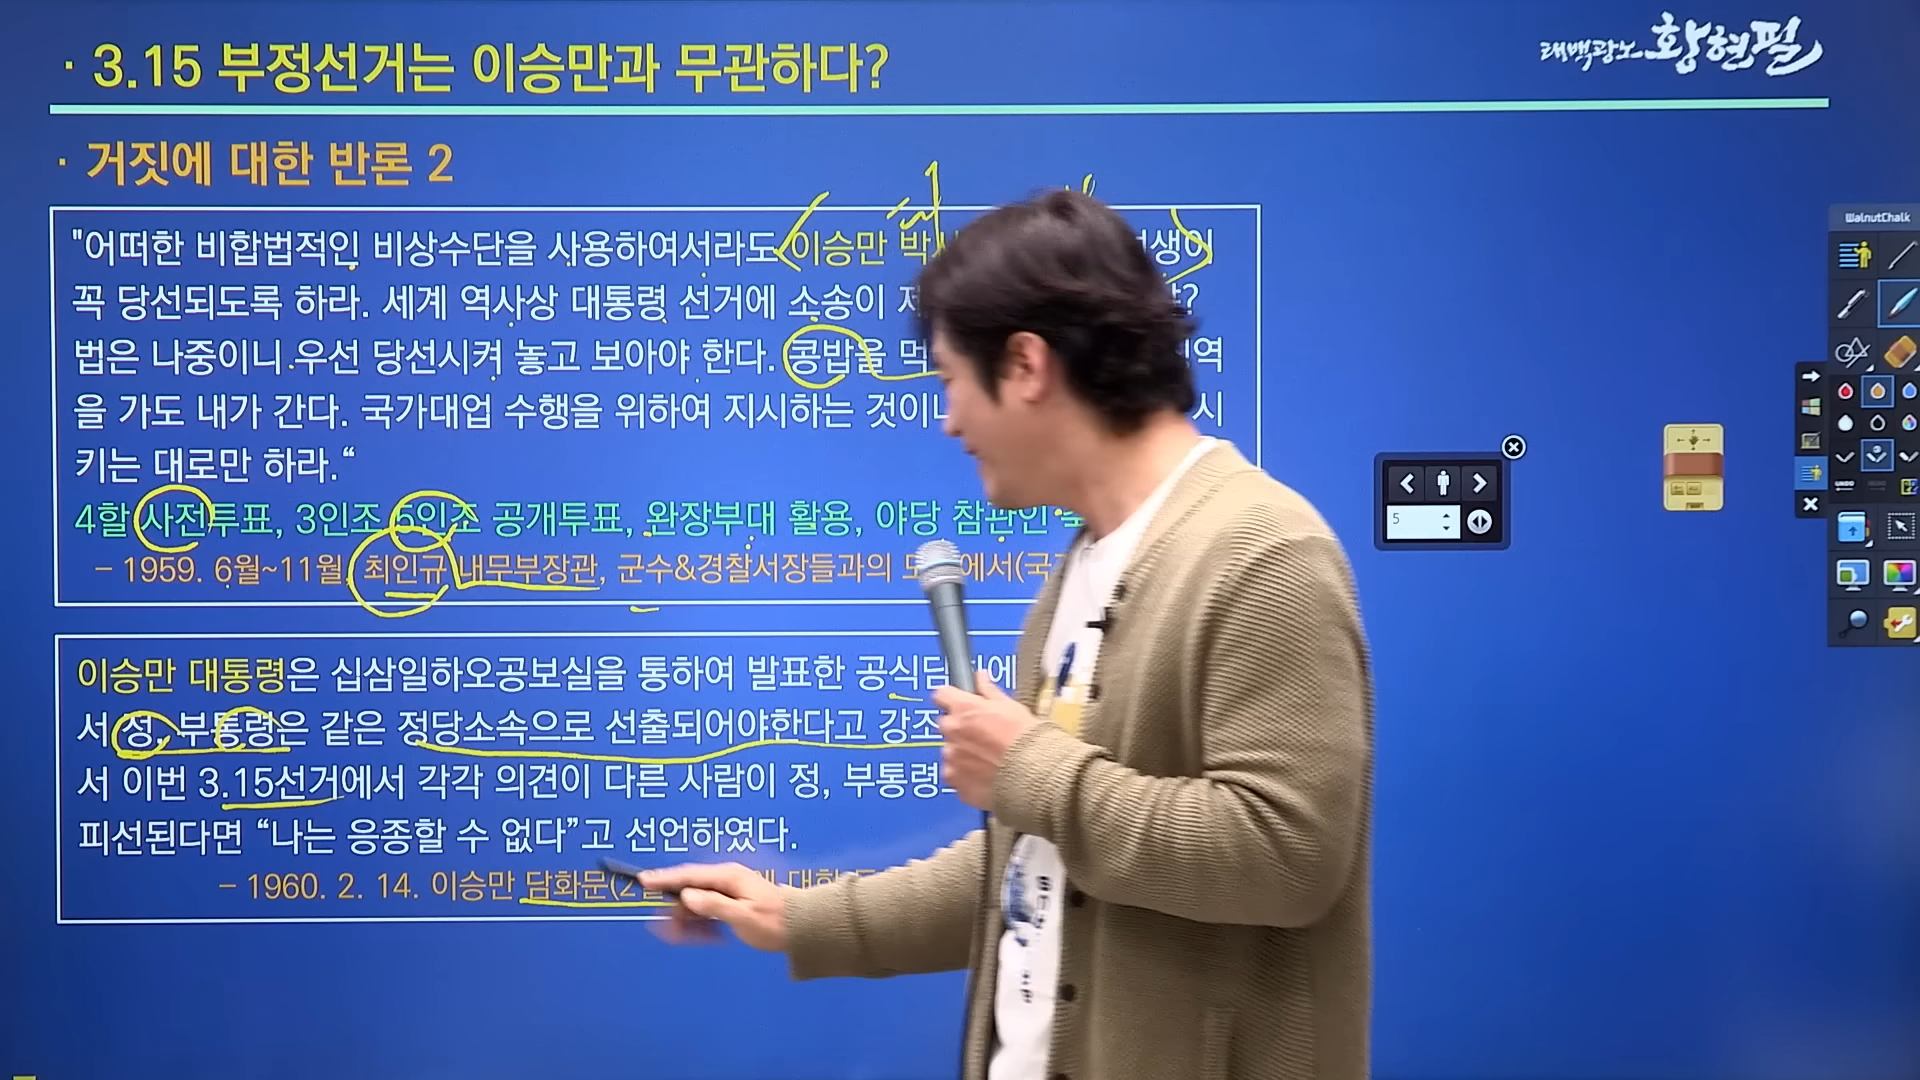 · 3.15 부정선거는 이승만과 무관하다?
태백광노 황현필
· 거짓에 대한 반론 2
"어떠한 비합법적인 비상수단을 사용하여서라도 이승만
꼭 당선되도록 하라. 세계 역사상 대통령 선거에 소송이
법은 나중이니 우선 당선시켜 놓고 보아야 한다. 콩밥을
을 가도 내가 간다. 국가대업 수행을 위하여 지시하는 시
키는 대로만 하라."
4할 사전투표, 3인조 5인조 공개투표, 완장부대 활용, 야당 참관인
– 1959. 6월~11월, 최인규 내무부장관, 군수&경찰서장들과의
이승만 대통령은 십삼일하오공보실을 통하여 발표한
서 정, 부통령은 같은 정당소속으로 선출되어야한다고 강조
서 이번 3.15선거에서 각각 의견이 다른 사람이 정, 부통령
피선된다면 “나는 응종할 수 없다”고 선언하였다.
– 1960. 2. 14. 이승만 담화문
WalnutChalk
UNDO
5